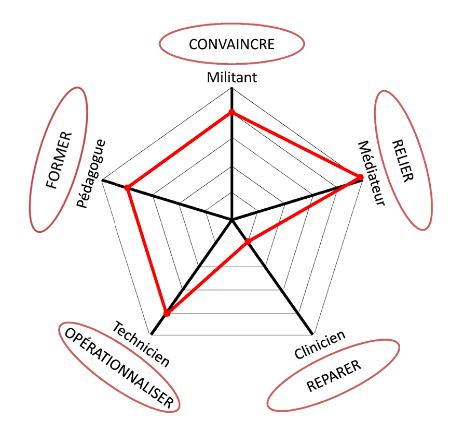 CONVAINCRE
Militant
FORMER
Pédagogue
Médiateur
RELIER
Technicien
OPÉRATIONNALISER
Clinicien
REPARER